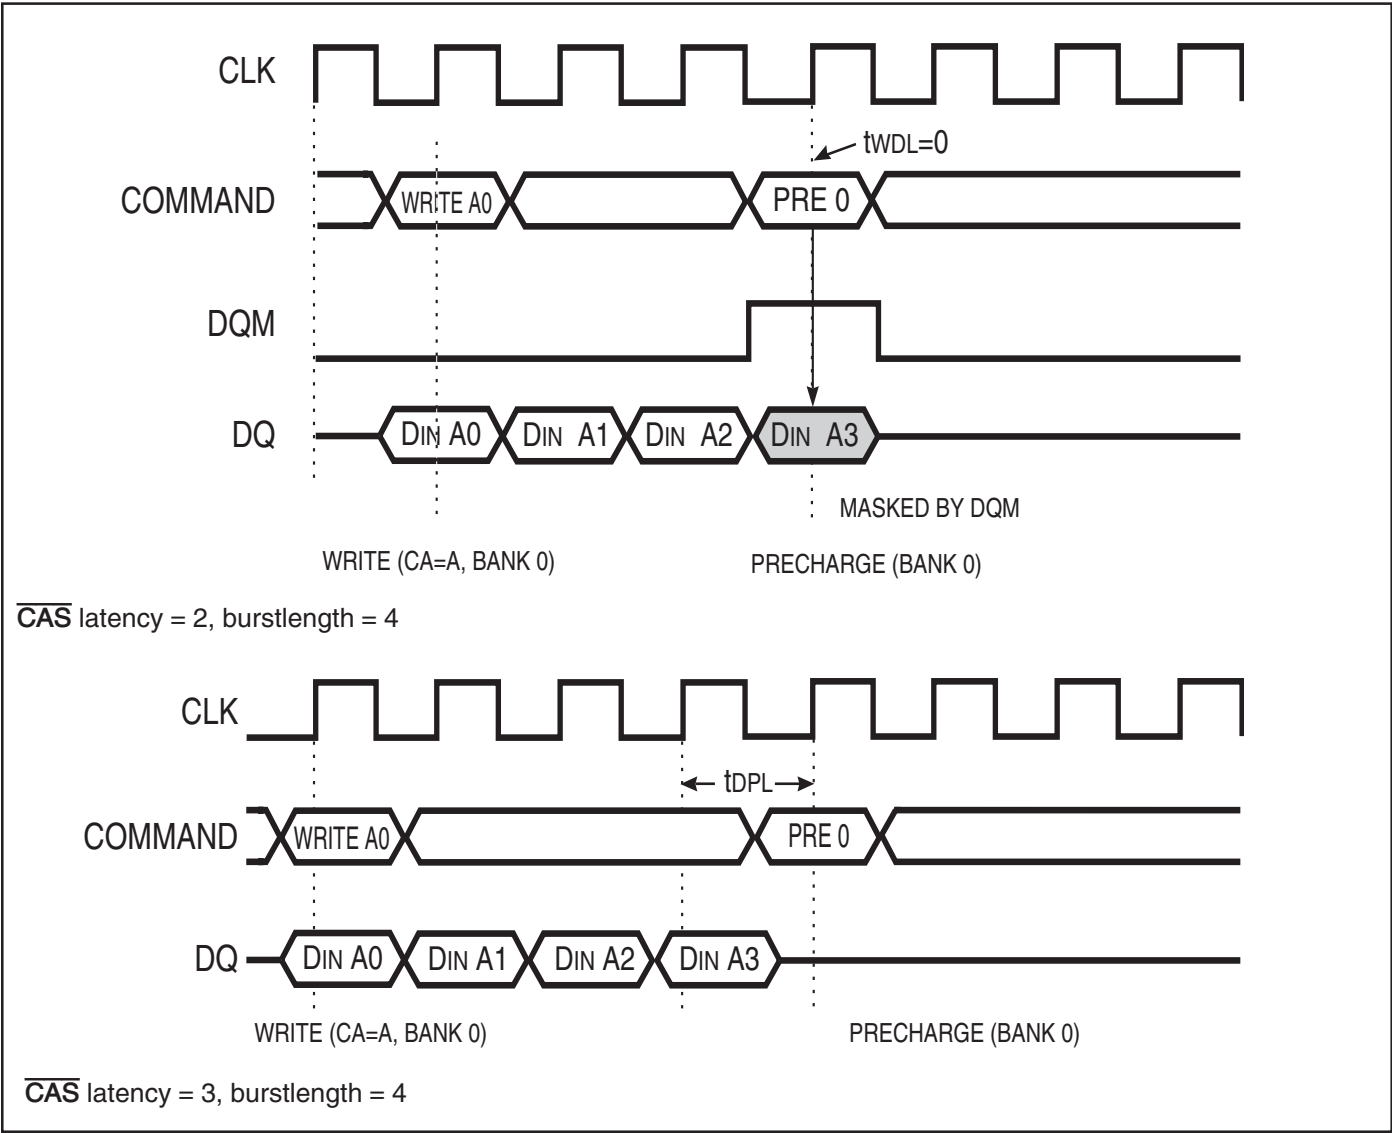 CLK
tWDL=0
COMMAND WRITE A0 PRE 0
DQM
DQ DIN A0 DIN A1 DIN A2 DIN A3
MASKED BY DQM
WRITE (CA=A, BANK 0) PRECHARGE (BANK 0)
CAS latency = 2, burstlength = 4
CLK
tDPL
COMMAND WRITE A0 PRE 0
DQ DIN A0 DIN A1 DIN A2 DIN A3
WRITE (CA=A, BANK 0) PRECHARGE (BANK 0)
CAS latency = 3, burstlength = 4